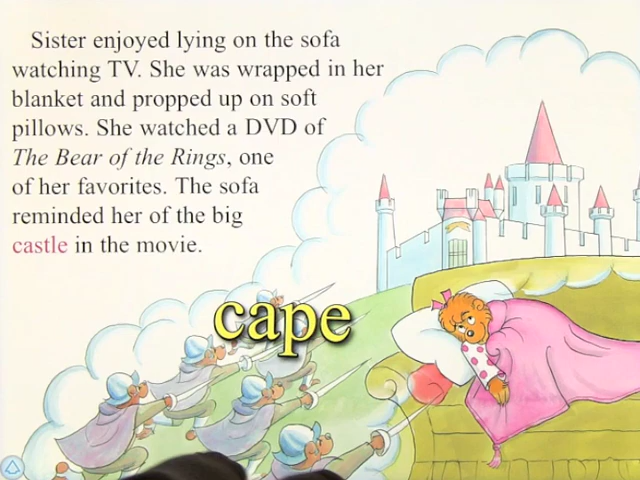 Sister enjoyed lying on the sofa
watching TV. She was wrapped in her
blanket and propped up on soft
pillows. She watched a DVD of
The Bear of the Rings, one
of her favorites. The sofa
reminded her of the big
castle in the movie.
cape